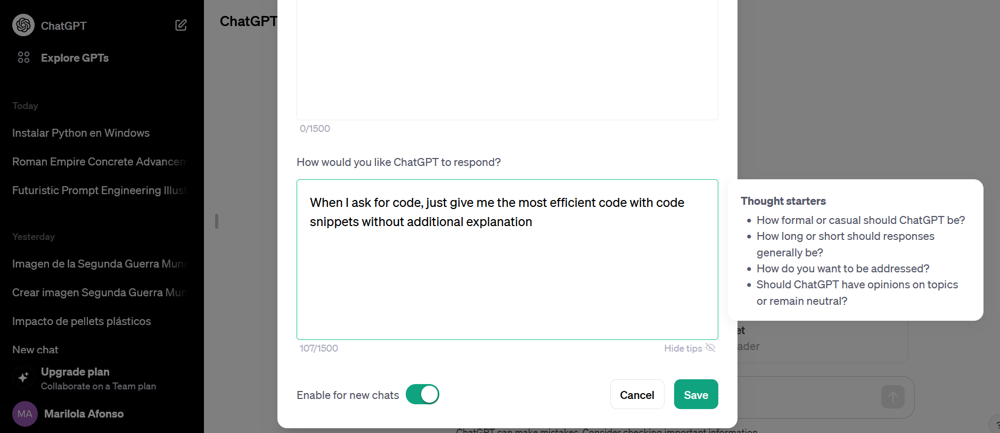 ChatGPT
Explore GPTs
Today
Instalar Python en Windows
Roman Empire Concrete
Futuristic Prompt Engineering
Yesterday
Imagen de la Segunda Guerra
Crear imagen Segunda Guerra
Impacto de pellets plásticos
New chat
Upgrade plan
Collaborate on a Team plan
MA Marilola Afonso
ChatGPT
0/1500
How would you like ChatGPT to respond?
When I ask for code, just give me the most efficient code with code
snippets without additional explanation
107/1500
Hide tips
Enable for new chats
Cancel
Save
Thought starters
• How formal or casual should ChatGPT be?
• How long or short should responses
generally be?
• How do you want to be addressed?
• Should ChatGPT have opinions on topics
or remain neutral?
ChatGPT can make mistakes. Consider checking important information.
?